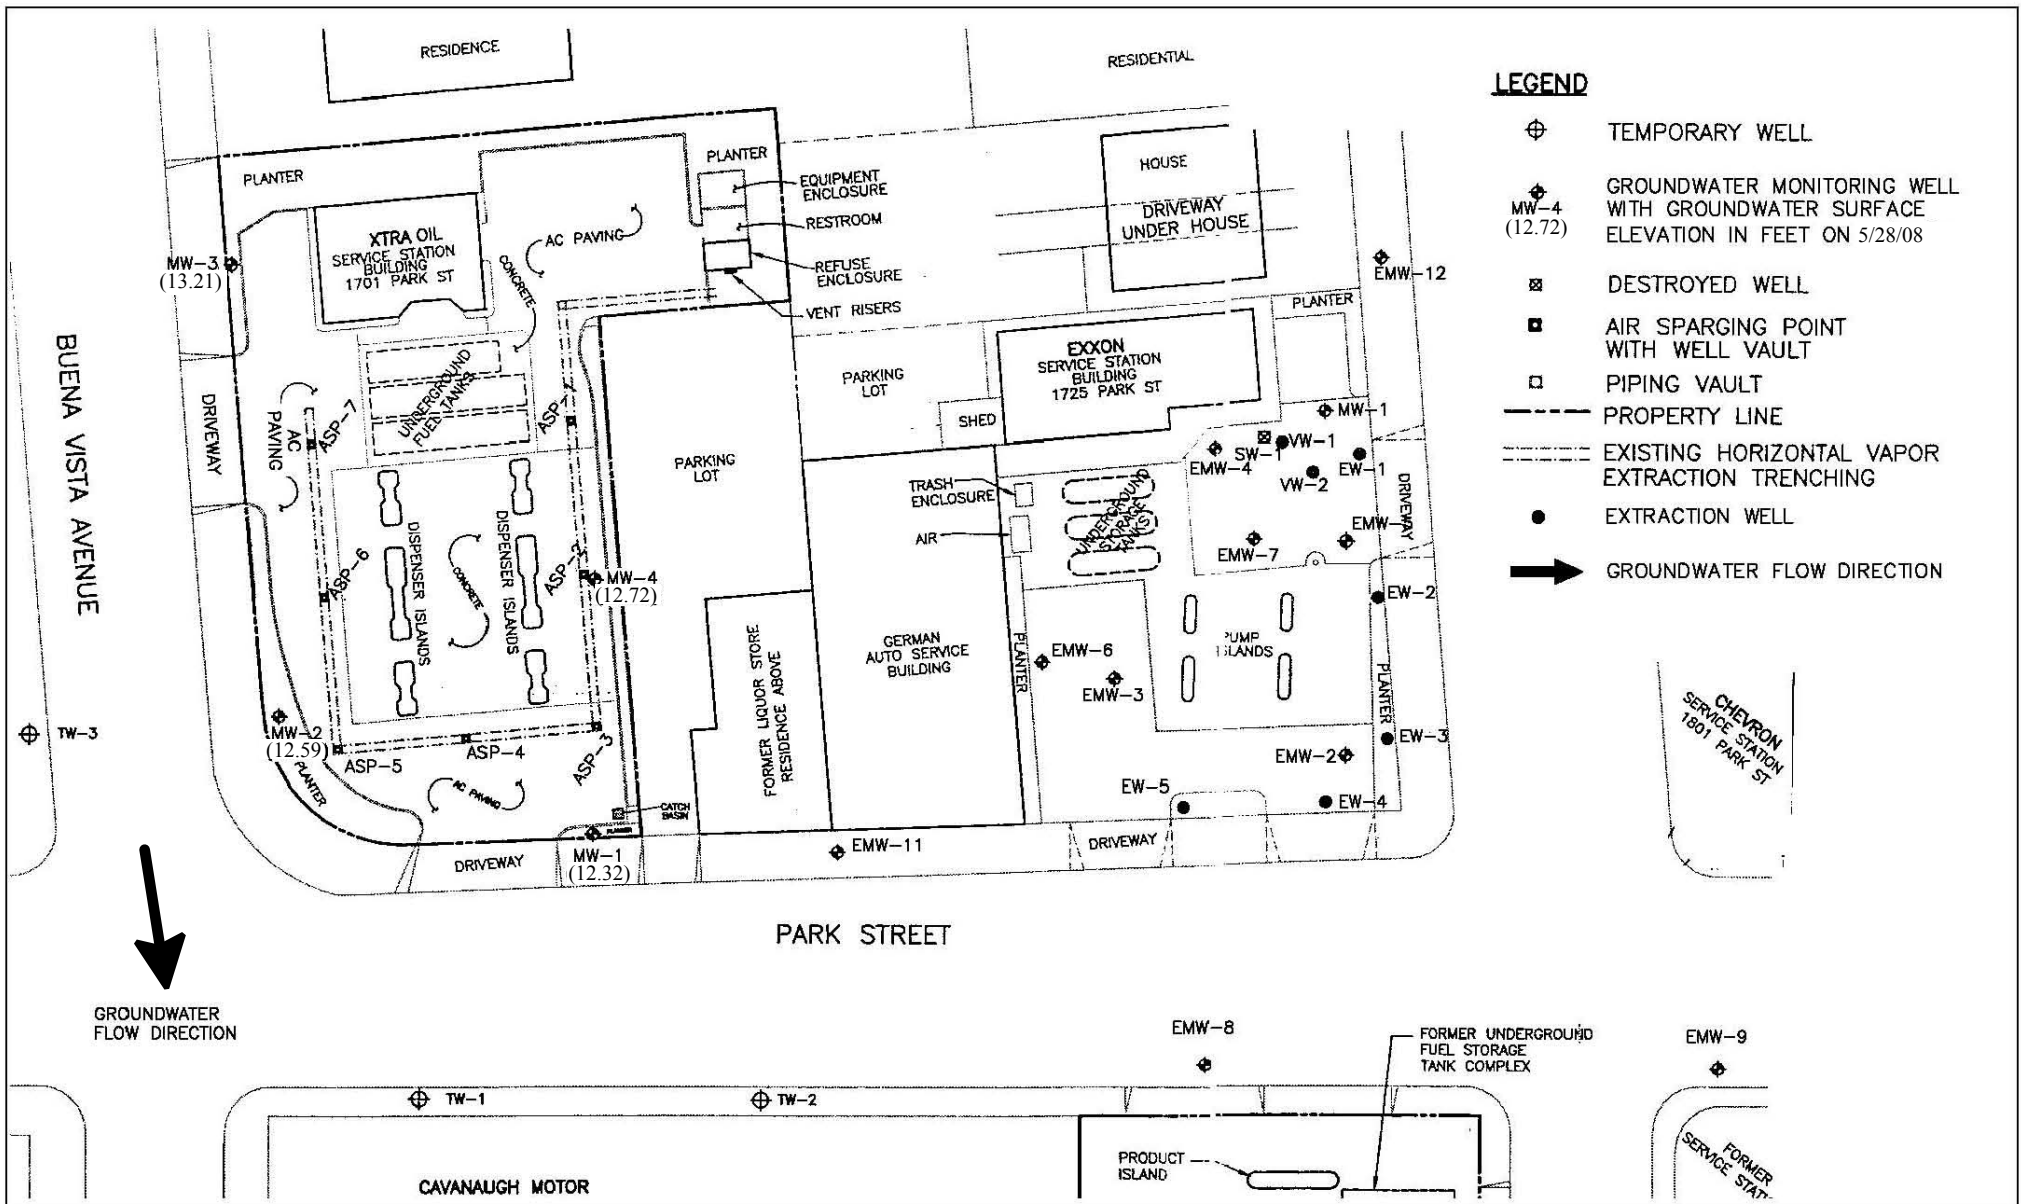 RESIDENCE
RESIDENTIAL
PLANTER
PLANTER
EQUIPMENT
ENCLOSURE
RESTROOM
REFUSE
ENCLOSURE
VENT RISERS
AC PAVING
CONCRETE
XTRA OIL
SERVICE STATION
BUILDING
1701 PARK ST
MW-3
(13.21)
HOUSE
DRIVEWAY
UNDER HOUSE
EMW-12
PLANTER
BUENA VISTA AVENUE
DRIVEWAY
AC
PAVING
ASP-7
UNDERGROUND
FUEL TANKS
ASP-1
PARKING
LOT
PARKING
LOT
SHED
EXXON
SERVICE STATION
BUILDING
1725 PARK ST
MW-1
VW-1
SW-1
EMW-4
VW-2
EW-1
DRIVEWAY
TRASH
ENCLOSURE
AIR
UNDERGROUND
STORAGE
TANKS
EMW-7
EW-2
ASP-6
DISPENSER ISLANDS
CONCRETE
DISPENSER ISLANDS
ASP-2
MW-4
(12.72)
FORMER LIQUOR STORE
RESIDENCE ABOVE
GERMAN
AUTO SERVICE
BUILDING
PLANTER
EMW-6
EMW-3
PUMP
ISLANDS
PLANTER
EW-3
EMW-2
EW-4
EW-5
TW-3
MW-2
(12.59)
PLANTER
ASP-5
ASP-4
ASP-3
AC PAVING
CATCH
BASIN
PLANTER
MW-1
(12.32)
DRIVEWAY
EMW-11
DRIVEWAY
CHEVRON
SERVICE STATION
1801 PARK ST
PARK STREET
GROUNDWATER
FLOW DIRECTION
TW-1
TW-2
EMW-8
EMW-9
FORMER UNDERGROUND
FUEL STORAGE
TANK COMPLEX
PRODUCT
ISLAND
CAVANAUGH MOTOR
FORMER
SERVICE
LEGEND
TEMPORARY WELL
MW-4
(12.72)
GROUNDWATER MONITORING WELL
WITH GROUNDWATER SURFACE
ELEVATION IN FEET ON 5/28/08
DESTROYED WELL
AIR SPARGING POINT
WITH WELL VAULT
PIPING VAULT
PROPERTY LINE
EXISTING HORIZONTAL VAPOR
EXTRACTION TRENCHING
EXTRACTION WELL
GROUNDWATER FLOW DIRECTION